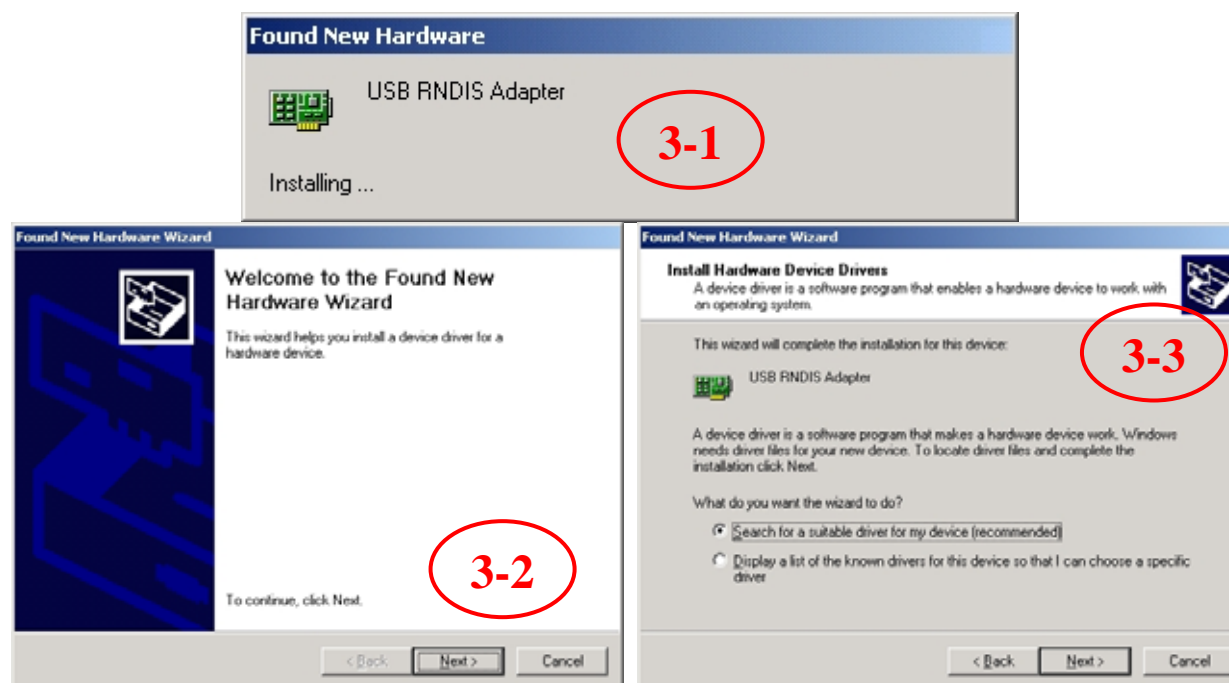 Found New Hardware
USB RNDIS Adapter
3-1
Installing ...
Found New Hardware Wizard
Welcome to the Found New
Hardware Wizard
This wizard helps you install a device driver for a
hardware device.
3-2
To continue, click Next.
< Back
Next >
Cancel
Found New Hardware Wizard
Install Hardware Device Drivers
A device driver is a software program that enables a hardware device to work with
an operating system.
This wizard will complete the installation for this device:
3-3
USB RNDIS Adapter
A device driver is a software program that makes a hardware device work. Windows
needs driver files for your new device. To locate driver files and complete the
installation click Next.
What do you want the wizard to do?
Search for a suitable driver for my device (recommended)
Display a list of the known drivers for this device so that I can choose a specific
driver
< Back
Next >
Cancel